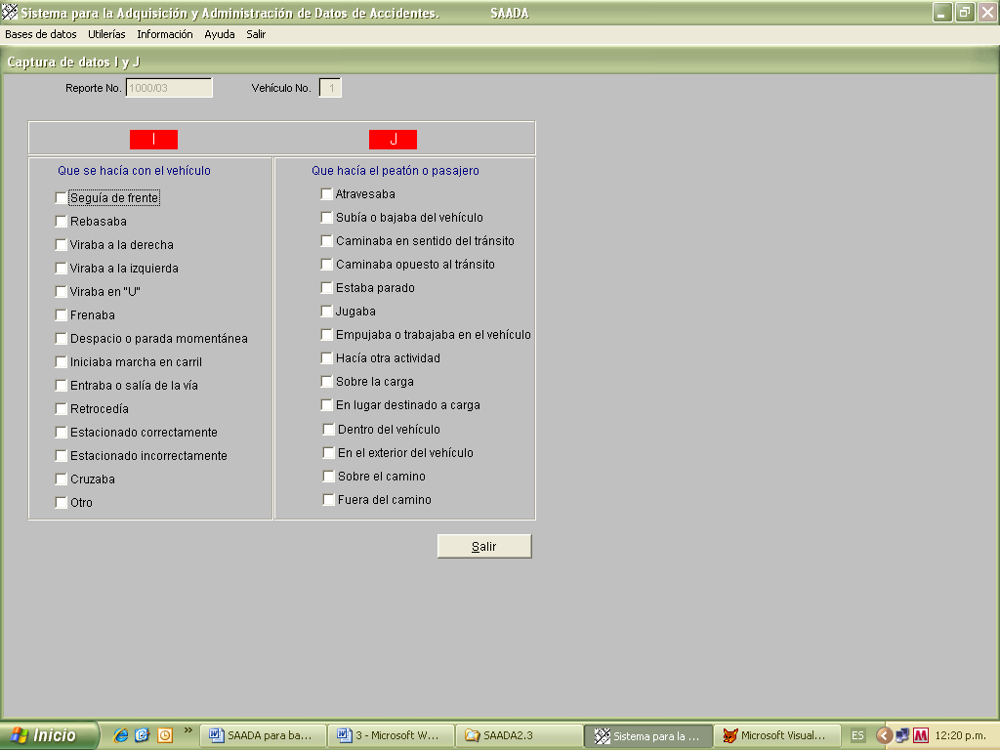 Sistema para la Adquisición y Administración de Datos de Accidentes. SAADA
Bases de datos Utilerías Información Ayuda Salir
Captura de datos I y J
Reporte No. 1000/03 Vehículo No. 1
I
J
Que se hacía con el vehículo
Seguía de frente
Rebasaba
Viraba a la derecha
Viraba a la izquierda
Viraba en "U"
Frenaba
Despacio o parada momentánea
Iniciaba marcha en carril
Entraba o salía de la vía
Retrocedía
Estacionado correctamente
Estacionado incorrectamente
Cruzaba
Otro
Que hacía el peatón o pasajero
Atravesaba
Subía o bajaba del vehículo
Caminaba en sentido del tránsito
Caminaba opuesto al tránsito
Estaba parado
Jugaba
Empujaba o trabajaba en el vehículo
Hacía otra actividad
Sobre la carga
En lugar destinado a carga
Dentro del vehículo
En el exterior del vehículo
Sobre el camino
Fuera del camino
Salir
Inicio » SAADA para ba... 3 - Microsoft W... SAADA2.3 Sistema para la ... Microsoft Visual... ES 12:20 p.m.